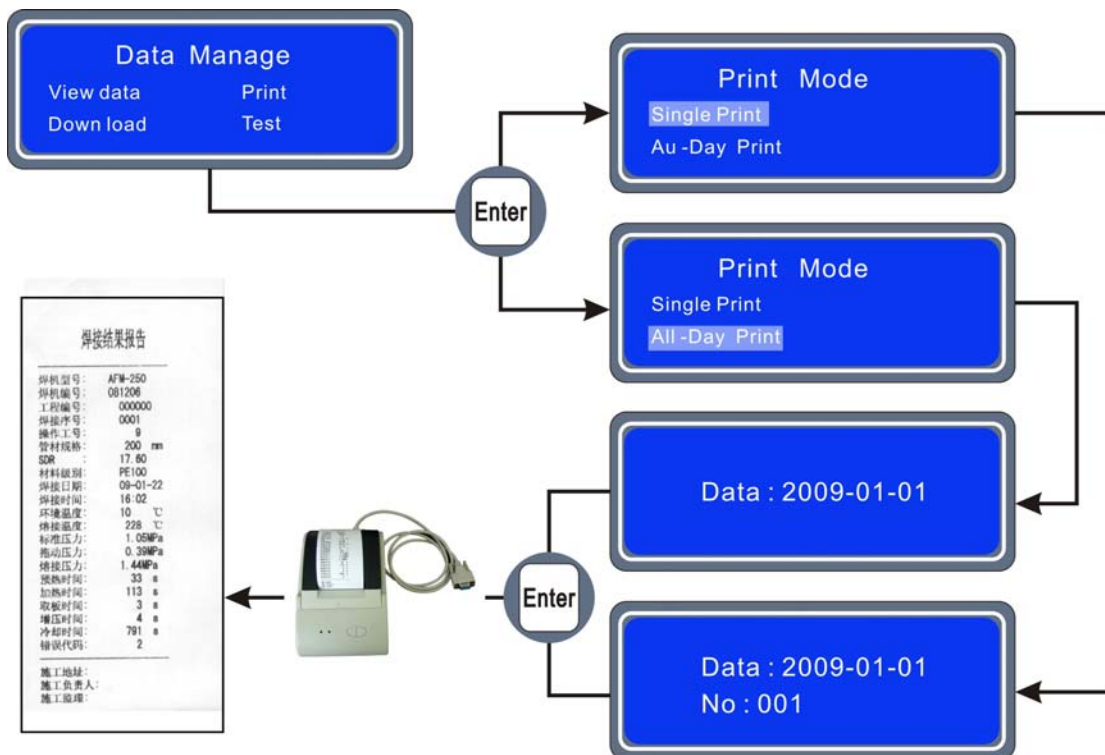 Data Manage
View data Print
Down load Test
Print Mode
Single Print
Au -Day Print
Enter
Print Mode
Single Print
All -Day Print
Data : 2009-01-01
Enter
Data : 2009-01-01
No : 001
焊接结果报告
焊机型号: AFM-250
焊机编号: 081206
工程编号: 000000
焊接序号: 0001
操作工号: 9
管材规格: 200 mm
SDR : 17.60
材料级别: PE100
焊接日期: 09-01-22
焊接时间: 16:02
环境温度: 10 ℃
熔接温度: 228 ℃
标准压力: 1.05MPa
拖动压力: 0.39MPa
熔接压力: 1.44MPa
预热时间: 33 s
加热时间: 113 s
取板时间: 3 s
增压时间: 4 s
冷却时间: 791 s
错误代码: 2
施工地址:
施工负责人:
施工监理: